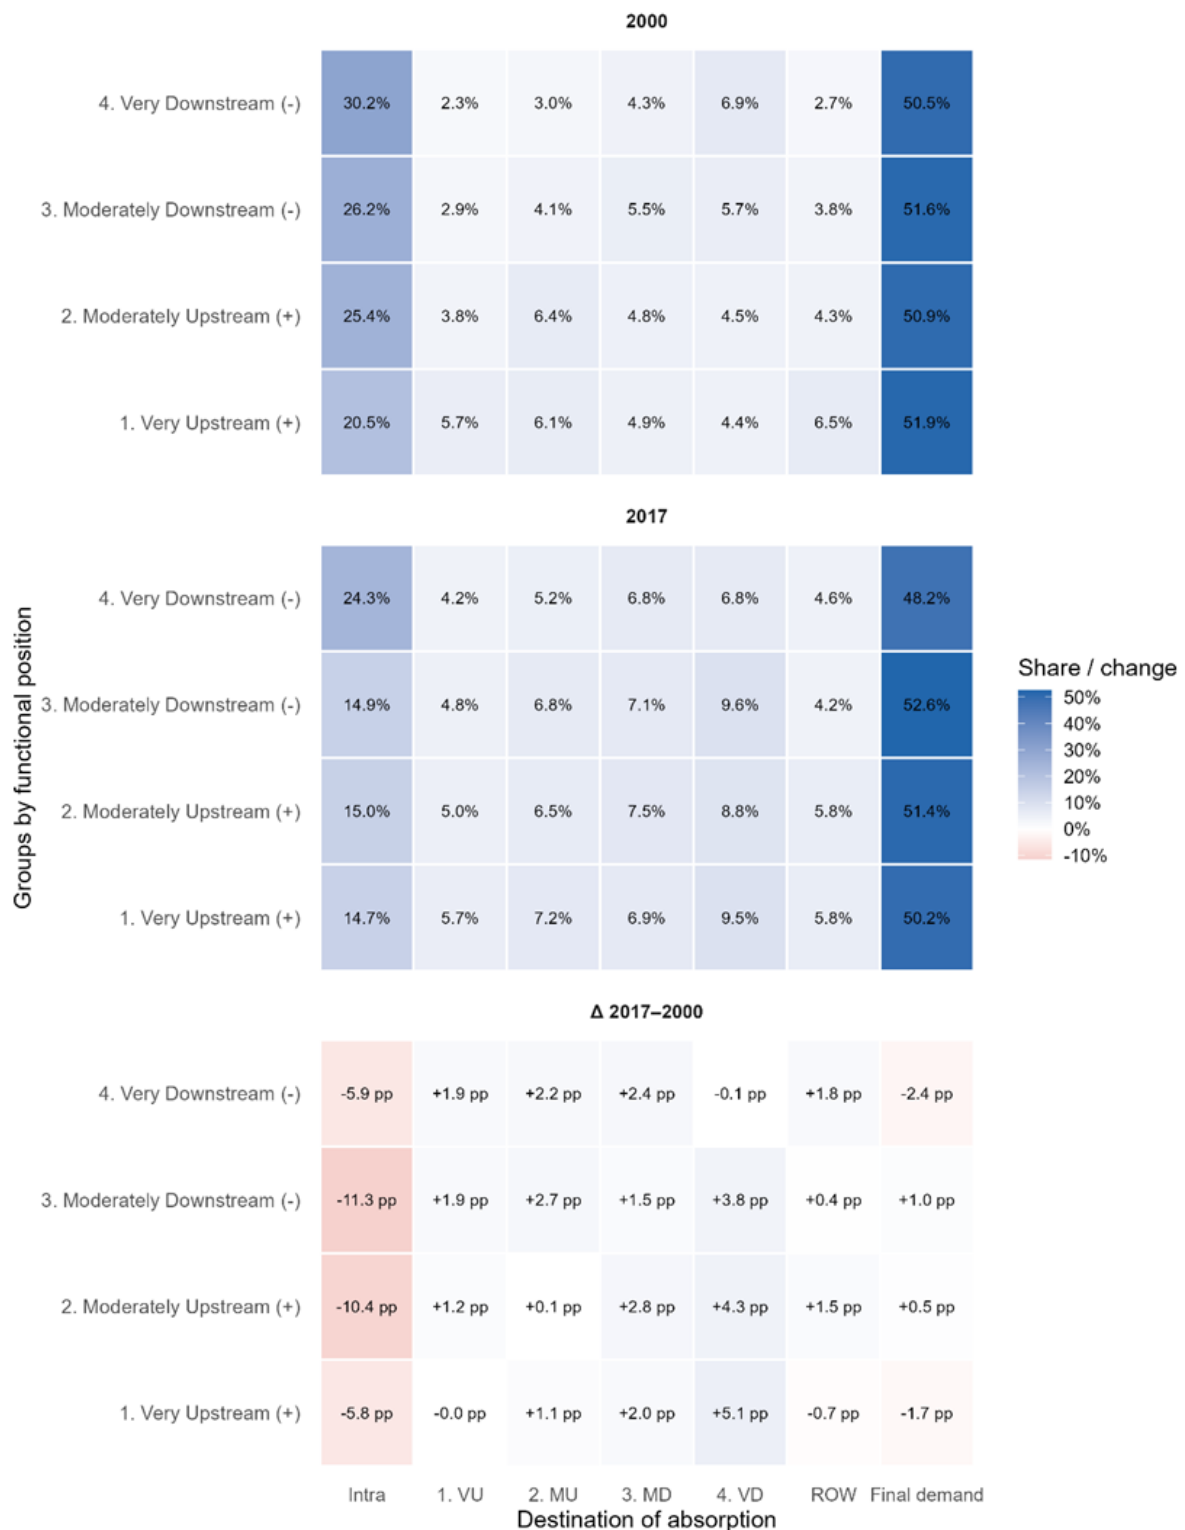 2000
4. Very Downstream (-) 30.2% 2.3% 3.0% 4.3% 6.9% 2.7% 50.5%
3. Moderately Downstream (-) 26.2% 2.9% 4.1% 5.5% 5.7% 3.8% 51.6%
2. Moderately Upstream (+) 25.4% 3.8% 6.4% 4.8% 4.5% 4.3% 50.9%
1. Very Upstream (+) 20.5% 5.7% 6.1% 4.9% 4.4% 6.5% 51.9%
2017
4. Very Downstream (-) 24.3% 4.2% 5.2% 6.8% 6.8% 4.6% 48.2%
3. Moderately Downstream (-) 14.9% 4.8% 6.8% 7.1% 9.6% 4.2% 52.6%
2. Moderately Upstream (+) 15.0% 5.0% 6.5% 7.5% 8.8% 5.8% 51.4%
1. Very Upstream (+) 14.7% 5.7% 7.2% 6.9% 9.5% 5.8% 50.2%
Groups by functional position
Share / change
50%
40%
30%
20%
10%
0%
-10%
Δ 2017–2000
4. Very Downstream (-) -5.9 pp +1.9 pp +2.2 pp +2.4 pp -0.1 pp +1.8 pp -2.4 pp
3. Moderately Downstream (-) -11.3 pp +1.9 pp +2.7 pp +1.5 pp +3.8 pp +0.4 pp +1.0 pp
2. Moderately Upstream (+) -10.4 pp +1.2 pp +0.1 pp +2.8 pp +4.3 pp +1.5 pp +0.5 pp
1. Very Upstream (+) -5.8 pp -0.0 pp +1.1 pp +2.0 pp +5.1 pp -0.7 pp -1.7 pp
Intra 1. VU 2. MU 3. MD 4. VD ROW Final demand
Destination of absorption